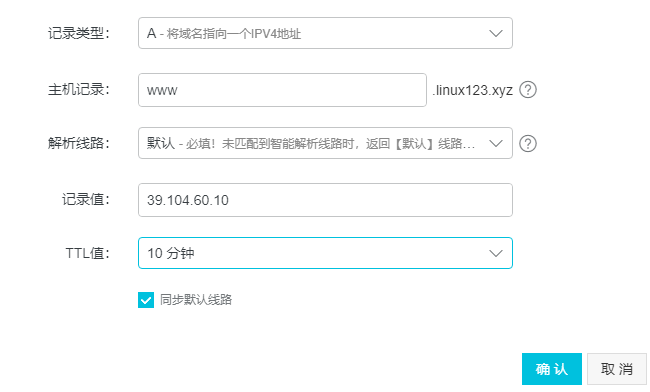 记录类型： A - 将域名指向一个IPV4地址
主机记录： www .linux123.xyz ?
解析线路： 默认 - 必填！未匹配到智能解析线路时，返回【默认】线路... ?
记录值： 39.104.60.10
TTL值： 10 分钟
同步默认线路
确 认 取 消